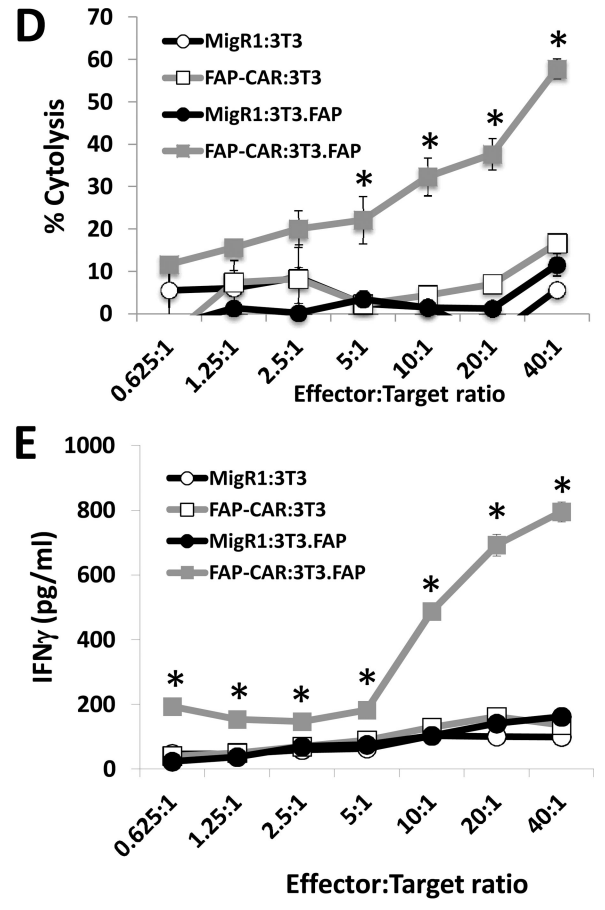 D
70
60
50
40
30
20
10
0
% Cytolysis
MigR1:3T3
FAP-CAR:3T3
MigR1:3T3.FAP
FAP-CAR:3T3.FAP
*
*
*
*
0.625:1
1.25:1
2.5:1
5:1
10:1
20:1
40:1
Effector:Target ratio
E
1000
800
600
400
200
0
IFNγ (pg/ml)
MigR1:3T3
FAP-CAR:3T3
MigR1:3T3.FAP
FAP-CAR:3T3.FAP
*
*
*
*
*
*
*
0.625:1
1.25:1
2.5:1
5:1
10:1
20:1
40:1
Effector:Target ratio